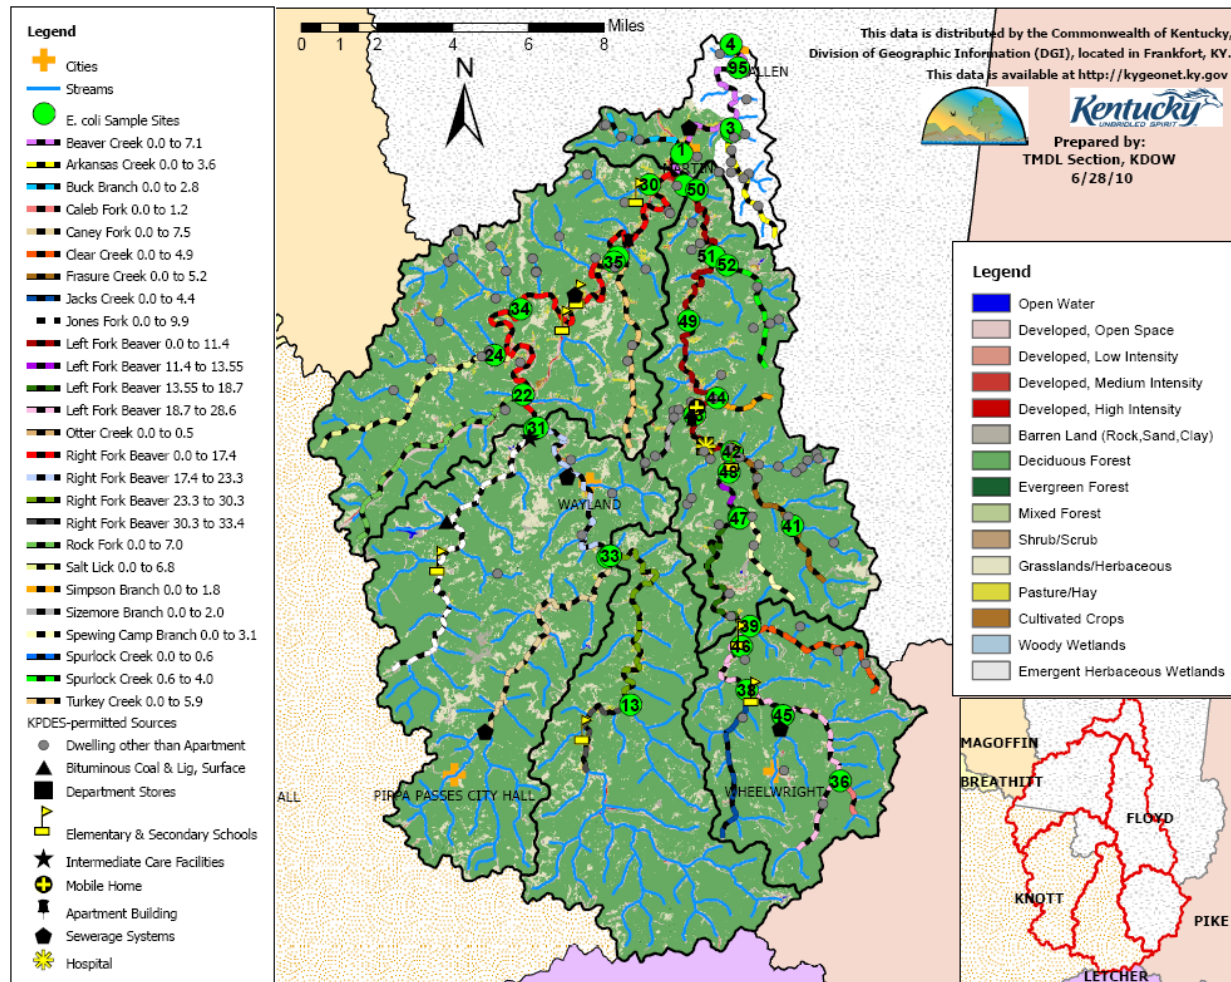 Legend
Cities
Streams
E. coli Sample Sites
Beaver Creek 0.0 to 7.1
Arkansas Creek 0.0 to 3.6
Buck Branch 0.0 to 2.8
Caleb Fork 0.0 to 1.2
Caney Fork 0.0 to 7.5
Clear Creek 0.0 to 4.9
Frasure Creek 0.0 to 5.2
Jacks Creek 0.0 to 4.4
Jones Fork 0.0 to 9.9
Left Fork Beaver 0.0 to 11.4
Left Fork Beaver 11.4 to 13.55
Left Fork Beaver 13.55 to 18.7
Left Fork Beaver 18.7 to 28.6
Otter Creek 0.0 to 0.5
Right Fork Beaver 0.0 to 17.4
Right Fork Beaver 17.4 to 23.3
Right Fork Beaver 23.3 to 30.3
Right Fork Beaver 30.3 to 33.4
Rock Fork 0.0 to 7.0
Salt Lick 0.0 to 6.8
Simpson Branch 0.0 to 1.8
Sizemore Branch 0.0 to 2.0
Spewing Camp Branch 0.0 to 3.1
Spurlock Creek 0.0 to 0.6
Spurlock Creek 0.6 to 4.0
Turkey Creek 0.0 to 5.9
KPDES-permitted Sources
Dwelling other than Apartment
Bituminous Coal & Lig, Surface
Department Stores
Elementary & Secondary Schools
Intermediate Care Facilities
Mobile Home
Apartment Building
Sewerage Systems
Hospital
Miles
0 1 2 4 6 8
N
This data is distributed by the Commonwealth of Kentucky,
Division of Geographic Information (DGI), located in Frankfort, KY.
This data is available at http://kygeonet.ky.gov
Kentucky
UNBRIDLED SPIRIT
Prepared by:
TMDL Section, KDOW
6/28/10
4
95
ALLEN
3
1
MARTIN
30
50
51
52
35
34
49
24
22
44
31
42
48
WAYLAND
47
41
33
39
46
38
13
45
36
PIPPA PASSES CITY HALL
WHEELWRIGHT
ALL
Legend
Open Water
Developed, Open Space
Developed, Low Intensity
Developed, Medium Intensity
Developed, High Intensity
Barren Land (Rock,Sand,Clay)
Deciduous Forest
Evergreen Forest
Mixed Forest
Shrub/Scrub
Grasslands/Herbaceous
Pasture/Hay
Cultivated Crops
Woody Wetlands
Emergent Herbaceous Wetlands
MAGOFFIN
BREATHITT
FLOYD
KNOTT
PIKE
LETCHER